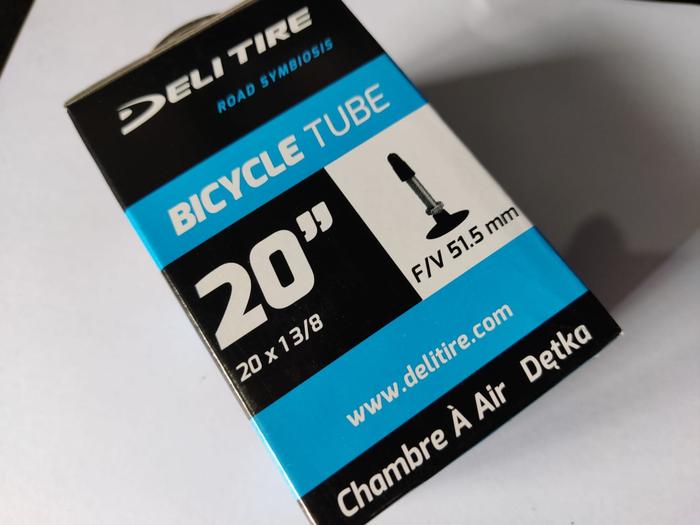 DELI TIRE
ROAD SYMBIOSIS
BICYCLE TUBE
20”
20 x 1 3/8
F/V 51.5 mm
www.delitire.com
Chambre À Air Dętka